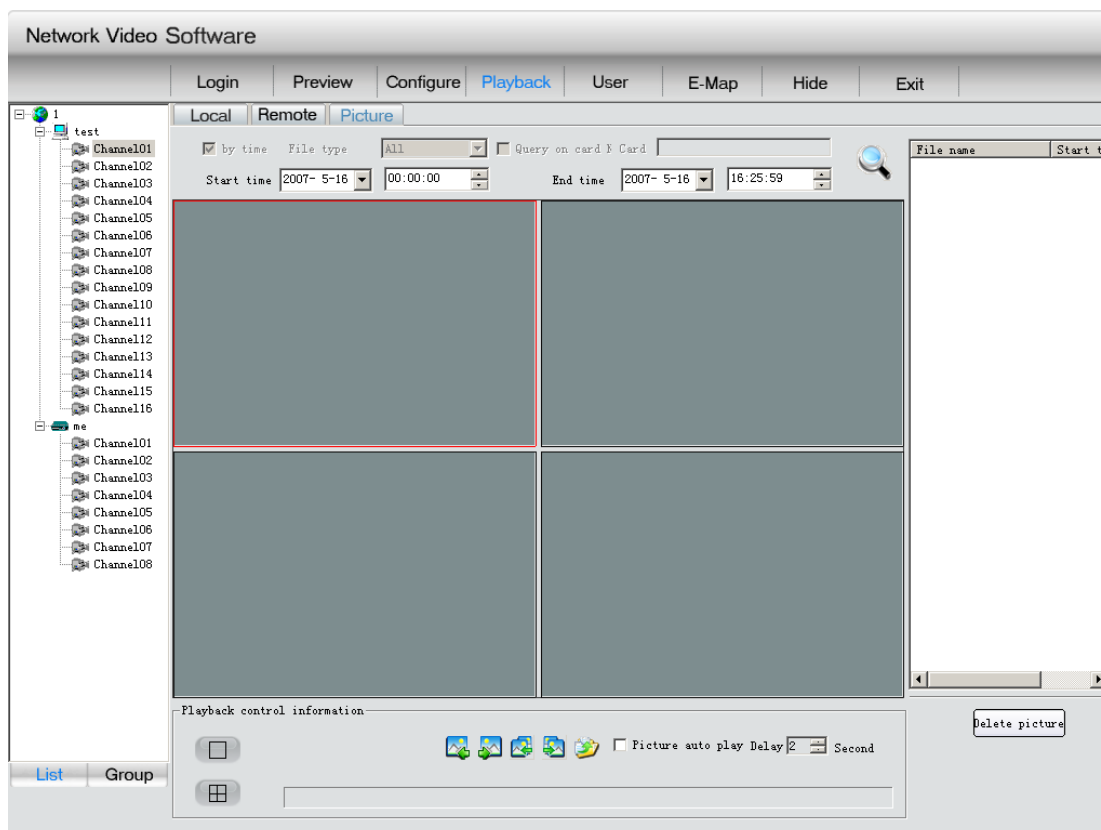 Network Video Software
Login Preview Configure Playback User E-Map Hide Exit
Local Remote Picture
1
test
Channel01
Channel02
Channel03
Channel04
Channel05
Channel06
Channel07
Channel08
Channel09
Channel10
Channel11
Channel12
Channel13
Channel14
Channel15
Channel16
me
Channel01
Channel02
Channel03
Channel04
Channel05
Channel06
Channel07
Channel08
List Group
by time File type All Query on card N Card
Start time 2007- 5-16 00:00:00 End time 2007- 5-16 16:25:59
File name Start t
Playback control information
Picture auto play Delay 2 Second
Delete picture